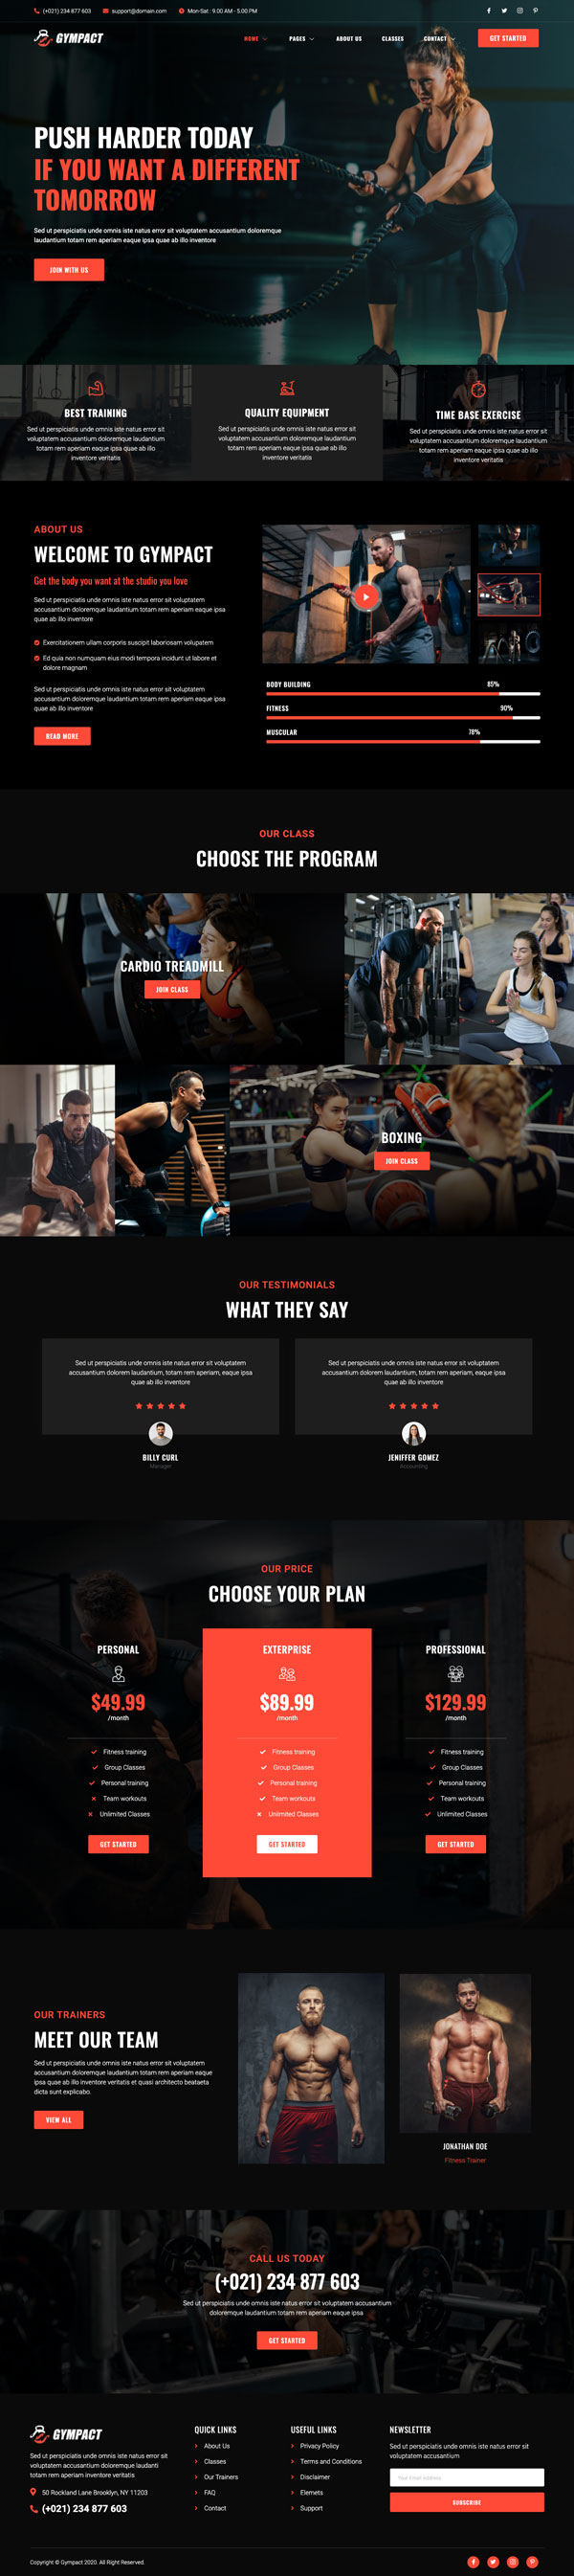 (+021) 234 877 603 support@domain.com Mon-Sat : 9.00 AM - 5.00 PM
GYMPACT HOME PAGES ABOUT US CLASSES CONTACT GET STARTED
PUSH HARDER TODAY
IF YOU WANT A DIFFERENT
TOMORROW
Sed ut perspiciatis unde omnis iste natus error sit voluptatem accusantium doloremque
laudantium totam rem aperiam eaque ipsa quae ab illo inventore
JOIN WITH US
BEST TRAINING
Sed ut perspiciatis unde omnis iste natus error sit
voluptatem accusantium doloremque laudantium
totam rem aperiam eaque ipsa quae ab illo
inventore veritatis
QUALITY EQUIPMENT
Sed ut perspiciatis unde omnis iste natus error sit
voluptatem accusantium doloremque laudantium
totam rem aperiam eaque ipsa quae ab illo
inventore veritatis
TIME BASE EXERCISE
Sed ut perspiciatis unde omnis iste natus error sit
voluptatem accusantium doloremque laudantium
totam rem aperiam eaque ipsa quae ab illo
inventore veritatis
ABOUT US
WELCOME TO GYMPACT
Get the body you want at the studio you love
Sed ut perspiciatis unde omnis iste natus error sit voluptatem
accusantium doloremque laudantium totam rem aperiam eaque ipsa
quae ab illo inventore
Exercitationem ullam corporis suscipit laboriosam voluptatem
Ed quia non numquam eius modi tempora incidunt ut labore et
dolore magnam
Sed ut perspiciatis unde omnis iste natus error sit voluptatem
accusantium doloremque laudantium totam rem aperiam eaque ipsa
quae ab illo inventore
READ MORE
BODY BUILDING 85%
FITNESS 90%
MUSCULAR 78%
OUR CLASS
CHOOSE THE PROGRAM
CARDIO TREADMILL
JOIN CLASS
BOXING
JOIN CLASS
OUR TESTIMONIALS
WHAT THEY SAY
Sed ut perspiciatis unde omnis iste natus error sit voluptatem
accusantium dolorem laudantium, totam rem aperiam, eaque ipsa
quae ab illo inventore
BILLY CURL
Manager
Sed ut perspiciatis unde omnis iste natus error sit voluptatem
accusantium dolorem laudantium, totam rem aperiam, eaque ipsa
quae ab illo inventore
JENIFFER GOMEZ
Accounting
OUR PRICE
CHOOSE YOUR PLAN
PERSONAL
$49.99
/month
Fitness training
Group Classes
Personal training
Team workouts
Unlimited Classes
GET STARTED
EXTERPRISE
$89.99
/month
Fitness training
Group Classes
Personal training
Team workouts
Unlimited Classes
GET STARTED
PROFESSIONAL
$129.99
/month
Fitness training
Group Classes
Personal training
Team workouts
Unlimited Classes
GET STARTED
OUR TRAINERS
MEET OUR TEAM
Sed ut perspiciatis unde omnis iste natus error sit voluptatem
accusantium doloremque laudantium totam rem aperiam eaque
ipsa quae ab illo inventore veritatis et quasi architecto beataeta
dicta sunt explicabo.
VIEW ALL
JONATHAN DOE
Fitness Trainer
CALL US TODAY
(+021) 234 877 603
Sed ut perspiciatis unde omnis iste natus error sit voluptatem accusantium
doloremque laudantium totam rem aperiam eaque ipsa
GET STARTED
GYMPACT
Sed ut perspiciatis unde omnis iste natus error sit
voluptatem accusantium doloremque laudanti
totam rem aperiam inventore veritatis
50 Rockland Lane Brooklyn, NY 11203
(+021) 234 877 603
QUICK LINKS
About Us
Classes
Our Trainers
FAQ
Contact
USEFUL LINKS
Privacy Policy
Terms and Conditions
Disclaimer
Elemets
Support
NEWSLETTER
Sed ut perspiciatis unde omnis iste natus error sit
voluptatem accusantium
Your Email Address
SUBSCRIBE
Copyright © Gympact 2020. All Right Reserved.